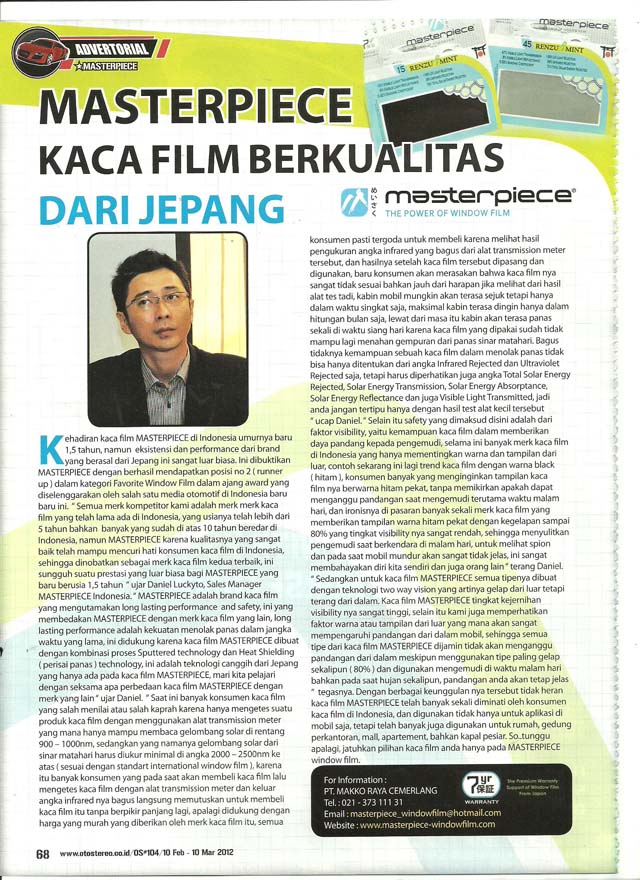 ADVERTORIAL
MASTERPIECE
masterpiece
15 RENZU / MINT
masterpiece
45 RENZU / MINT
MASTERPIECE
KACA FILM BERKUALITAS
DARI JEPANG
masterpiece
THE POWER OF WINDOW FILM
Kehadiran kaca film MASTERPIECE di Indonesia umurnya baru
1,5 tahun, namun eksistensi dan performance dari brand
yang berasal dari Jepang ini sangat luar biasa. Ini dibuktikan
MASTERPIECE dengan berhasil mendapatkan posisi no 2 ( runner
up ) dalam kategori Favorite Window Film dalam ajang award yang
diselenggarakan oleh salah satu media otomotif di Indonesia baru
baru ini. " Semua merk kompetitor kami adalah merk merk kaca
film yang telah lama ada di Indonesia, yang usianya telah lebih dari
5 tahun bahkan banyak yang sudah di atas 10 tahun beredar di
Indonesia, namun MASTERPIECE karena kualitasnya yang sangat
baik telah mampu mencuri hati konsumen kaca film di Indonesia,
sehingga dinobatkan sebagai merk kaca film kedua terbaik, ini
sungguh suatu prestasi yang luar biasa bagi MASTERPIECE yang
baru berusia 1,5 tahun " ujar Daniel Luckyto, Sales Manager
MASTERPIECE Indonesia. " MASTERPIECE adalah brand kaca film
yang mengutamakan long lasting performance and safety, ini yang
membedakan MASTERPIECE dengan merk kaca film yang lain, long
lasting performance adalah kekuatan menolak panas dalam jangka
waktu yang lama, ini didukung karena kaca film MASTERPIECE dibuat
dengan kombinasi proses Sputtered technology dan Heat Shielding
( perisai panas ) technology, ini adalah teknologi canggih dari Jepang
yang hanya ada pada kaca film MASTERPIECE, mari kita pelajari
dengan seksama apa perbedaan kaca film MASTERPIECE dengan
merk yang lain " ujar Daniel. " Saat ini banyak konsumen kaca film
yang salah menilai atau salah kaprah karena hanya mengetes suatu
produk kaca film dengan menggunakan alat transmission meter
yang mana hanya mampu membaca gelombang solar di rentang
900 – 1000nm, sedangkan yang namanya gelombang solar dari
sinar matahari harus diukur minimal di angka 2000 – 2500nm ke
atas ( sesuai dengan standart international window film ), karena
itu banyak konsumen yang pada saat akan membeli kaca film lalu
mengetes kaca film dengan alat transmission meter dan keluar
angka infrared nya bagus langsung memutuskan untuk membeli
kaca film itu tanpa berpikir panjang lagi, apalagi didukung dengan
harga yang murah yang diberikan oleh merk kaca film itu, semua
konsumen pasti tergoda untuk membeli karena melihat hasil
pengukuran angka infrared yang bagus dari alat transmission meter
tersebut, dan hasilnya setelah kaca film tersebut dipasang dan
digunakan, baru konsumen akan merasakan bahwa kaca film nya
sangat tidak sesuai bahkan jauh dari harapan jika melihat dari hasil
alat tes tadi, kabin mobil mungkin akan terasa sejuk tetapi hanya
dalam waktu singkat saja, maksimal kabin terasa dingin hanya dalam
hitungan bulan saja, lewat dari masa itu kabin akan terasa panas
sekali di waktu siang hari karena kaca film yang dipakai sudah tidak
mampu lagi menahan gempuran dari panas sinar matahari. Bagus
tidaknya kemampuan sebuah kaca film dalam menolak panas tidak
bisa hanya ditentukan dari angka Infrared Rejected dan Ultraviolet
Rejected saja, tetapi harus diperhatikan juga angka Total Solar Energy
Rejected, Solar Energy Transmission, Solar Energy Absorptance,
Solar Energy Reflectance dan juga Visible Light Transmitted, jadi
anda jangan tertipu hanya dengan hasil test alat kecil tersebut
" ucap Daniel." Selain itu safety yang dimaksud disini adalah dari
faktor visibility, yaitu kemampuan kaca film dalam memberikan
daya pandang kepada pengemudi, selama ini banyak merk kaca film
di Indonesia yang hanya mementingkan warna dan tampilan dari
luar, contoh sekarang ini lagi trend kaca film dengan warna black
( hitam ), konsumen banyak yang menginginkan tampilan kaca
film nya berwarna hitam pekat, tanpa memikirkan apakah dapat
menganggu pandangan saat mengemudi terutama waktu malam
hari, dan ironisnya di pasaran banyak sekali merk kaca film yang
memberikan tampilan warna hitam pekat dengan kegelapan sampai
80% yang tingkat visibility nya sangat rendah, sehingga menyulitkan
pengemudi saat berkendara di malam hari, untuk melihat spion
dan pada saat mobil mundur akan sangat tidak jelas, ini sangat
membahayakan diri kita sendiri dan juga orang lain " terang Daniel.
" Sedangkan untuk kaca film MASTERPIECE semua tipenya dibuat
dengan teknologi two way vision yang artinya gelap dari luar tetapi
terang dari dalam. Kaca film MASTERPIECE tingkat kejernihan
visibility nya sangat tinggi, selain itu kami juga memperhatikan
faktor warna atau tampilan dari luar yang mana akan sangat
mempengaruhi pandangan dari dalam mobil, sehingga semua
tipe dari kaca film MASTERPIECE dijamin tidak akan menganggu
pandangan dari dalam meskipun menggunakan tipe paling gelap
sekalipun ( 80% ) dan digunakan mengemudi di waktu malam hari
bahkan pada saat hujan sekalipun, pandangan anda akan tetap jelas
" tegasnya. Dengan berbagai keunggulan nya tersebut tidak heran
kaca film MASTERPIECE telah banyak sekali diminati oleh konsumen
kaca film di Indonesia, dan digunakan tidak hanya untuk aplikasi di
mobil saja, tetapi telah banyak juga digunakan untuk rumah, gedung
perkantoran, mall, apartement, bahkan kapal pesiar. So..tunggu
apalagi, jatuhkan pilihan kaca film anda hanya pada MASTERPIECE
window film.
For Information :
PT. MAKKO RAYA CEMERLANG
Tel. : 021 - 373 111 31
Email : masterpiece_windowfilm@hotmail.com
Website : www.masterpiece-windowfilm.com
7 yr
保証
WARRANTY
The Premium Warranty
Support of Window Film
From Japan
68 www.otostereo.co.id/OS#104/10 Feb - 10 Mar 2012